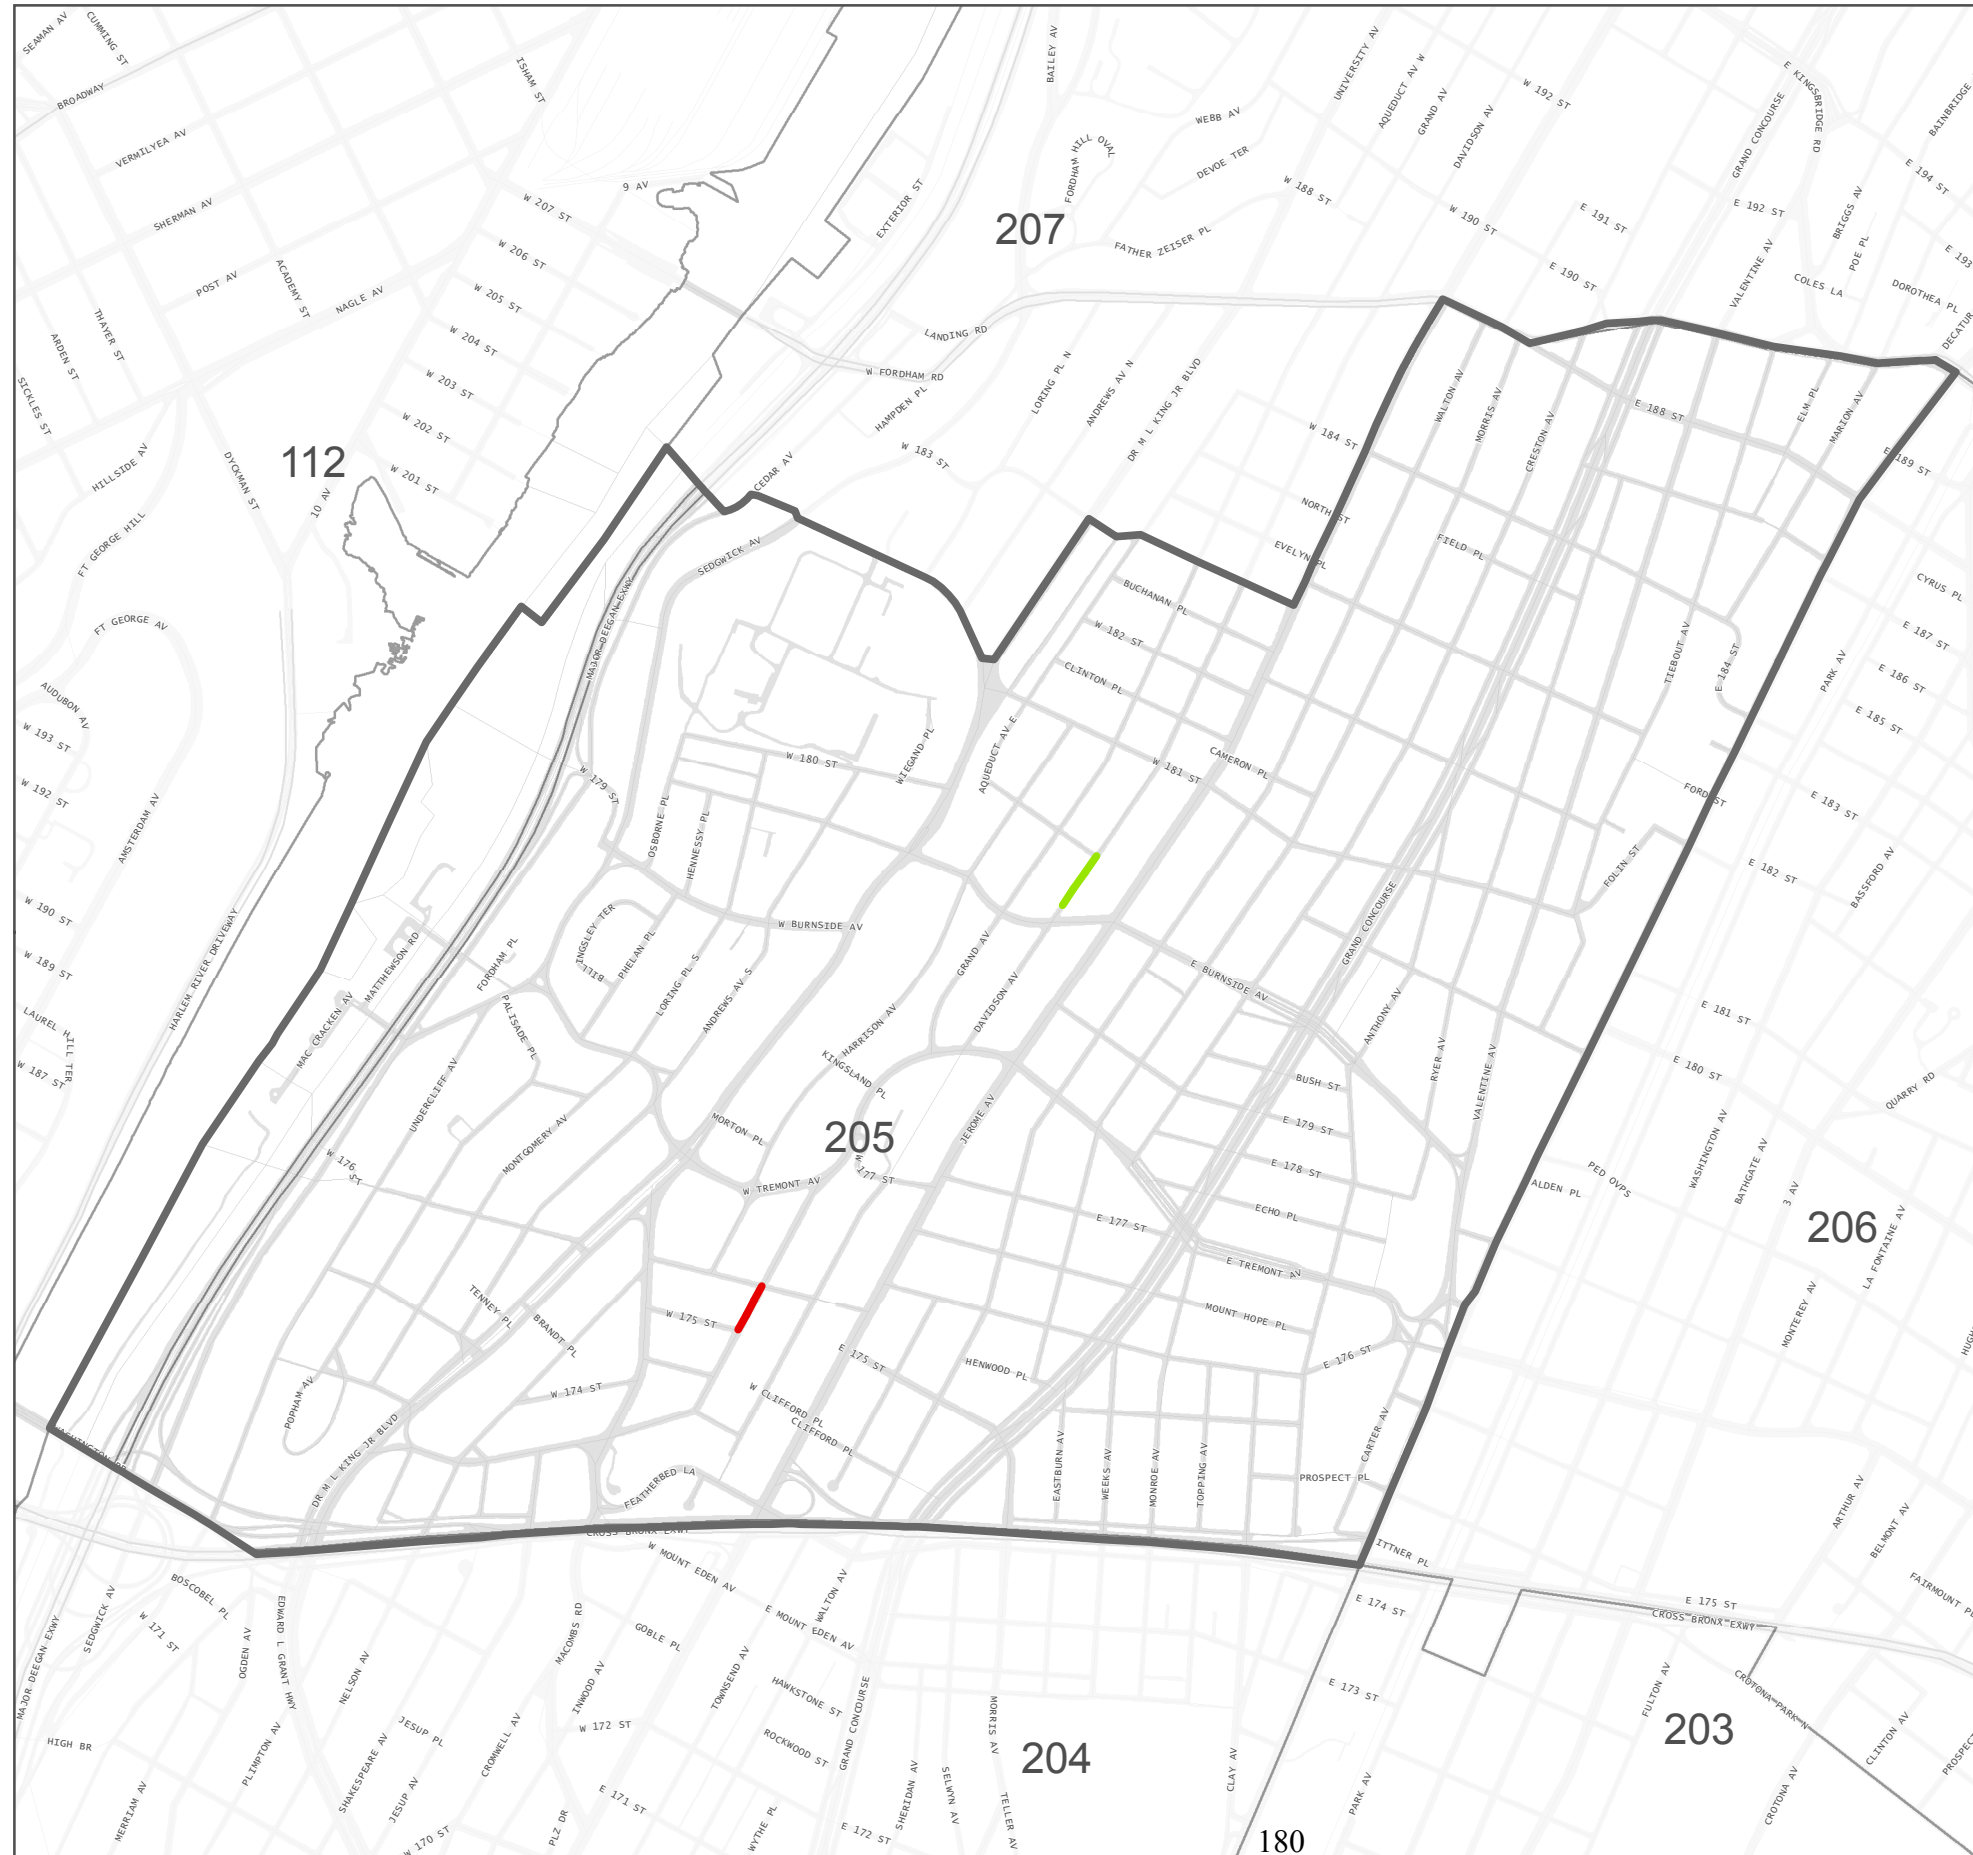 SEAMAN AV
CUMMING ST
BROADWAY
ISHAM ST
VERMILYEA AV
SHERMAN AV
9 AV
POST AV
ACADEMY ST
NAGLE AV
THAYER ST
ARDEN ST
SICKLES ST
W 207 ST
W 206 ST
W 205 ST
W 204 ST
W 203 ST
W 202 ST
W 201 ST
112
HILLSIDE AV
DYCKMAN ST
10 AV
FT GEORGE HILL
FT GEORGE AV
AUDUBON AV
W 193 ST
W 192 ST
AMSTERDAM AV
W 190 ST
W 189 ST
LAUREL HILL TER
W 187 ST
HARLEM RIVER DRIVEWAY
BAILEY AV
EXTERIOR ST
207
FORDHAM HILL OVAL
WEBB AV
DEVOE TER
FATHER ZEISER PL
UNIVERSITY AV
AQUEDUCT AV W
GRAND AV
DAVIDSON AV
W 192 ST
W 188 ST
W 190 ST
E 191 ST
E 190 ST
GRAND CONCOURSE
E KINGSBRIDGE RD
BAINBRIDGE
E 194 ST
E 192 ST
BRIGGS AV
POE PL
VALENTINE AV
COLES LA
E 193
DOROTHEA PL
DECATUR
LANDING RD
W FORDHAM RD
HAMPDEN PL
LORING PL N
ANDREWS AV N
DR M L KING JR BLVD
W 183 ST
CEDAR AV
W 184 ST
NORTH ST
EVELYN PL
WALTON AV
MORRIS AV
CRESTON AV
E 188 ST
ELM PL
MARION AV
E 189 ST
FIELD PL
CYRUS PL
E 187 ST
E 186 ST
E 185 ST
PARK AV
TIEBOUT AV
E 184 ST
E 183 ST
FORD ST
E 182 ST
BASSFORD AV
FOLIN ST
SEDGWICK AV
MAJOR DEEGAN EXWY
BUCHANAN PL
W 182 ST
CLINTON PL
AQUEDUCT AV E
W 181 ST
CAMERON PL
W 180 ST
WIEGAND PL
W 179 ST
OSBORNE PL
HENNESSY PL
W BURNSIDE AV
BILLINGSLEY TER
PHELAN PL
LORING PL S
ANDREWS AV S
FORDHAM PL
PALISADE PL
MATTHEWSON RD
MAC CRACKEN AV
GRAND AV
DAVIDSON AV
HARRISON AV
KINGSLAND PL
E BURNSIDE AV
GRAND CONCOURSE
ANTHONY AV
RYER AV
VALENTINE AV
E 181 ST
E 180 ST
QUARRY RD
BUSH ST
E 179 ST
E 178 ST
ECHO PL
UNDERCLIFF AV
MONTGOMERY AV
MORTON PL
205
JEROME AV
W 177 ST
W TREMONT AV
W 176 ST
E 177 ST
E TREMONT AV
MOUNT HOPE PL
E 176 ST
WASHINGTON AV
BATHGATE AV
3 AV
PED OVPS
ALDEN PL
206
LA FONTAINE AV
MONTEREY AV
HUGH
TENNEY PL
BRANDT PL
W 175 ST
E 175 ST
HENWOOD PL
W 174 ST
POPHAM AV
W CLIFFORD PL
CLIFFORD PL
DR M L KING JR BLVD
FEATHERBED LA
EASTBURN AV
WEEKS AV
MONROE AV
TOPPING AV
CARTER AV
PROSPECT PL
WASHINGTON BR
CROSS BRONX EXWY
ITTNER PL
ARTHUR AV
BELMONT AV
E 174 ST
E 175 ST
CROSS BRONX EXWY
FAIRMOUNT PL
BOSCOBEL PL
W 171 ST
SEDGWICK AV
MAJOR DEEGAN EXWY
OGDEN AV
EDWARD L GRANT HWY
NELSON AV
MACOMBS RD
INWOOD AV
GOBLE PL
W MOUNT EDEN AV
E MOUNT EDEN AV
WALTON AV
TOWNSEND AV
HAWKSTONE ST
ROCKWOOD ST
GRAND CONCOURSE
W 172 ST
JESUP PL
SHAKESPEARE AV
JESUP AV
CROMWELL AV
E 171 ST
PLZ DR
W 170 ST
HIGH BR
PLIMPTON AV
MERRIAM AV
WYTHE PL
E 172 ST
SHERIDAN AV
SELWYN AV
MORRIS AV
TELLER AV
204
CLAY AV
E 173 ST
PARK AV
FULTON AV
203
CROTONA PARK N
CLINTON AV
PROSPECT
CROTONA AV
180